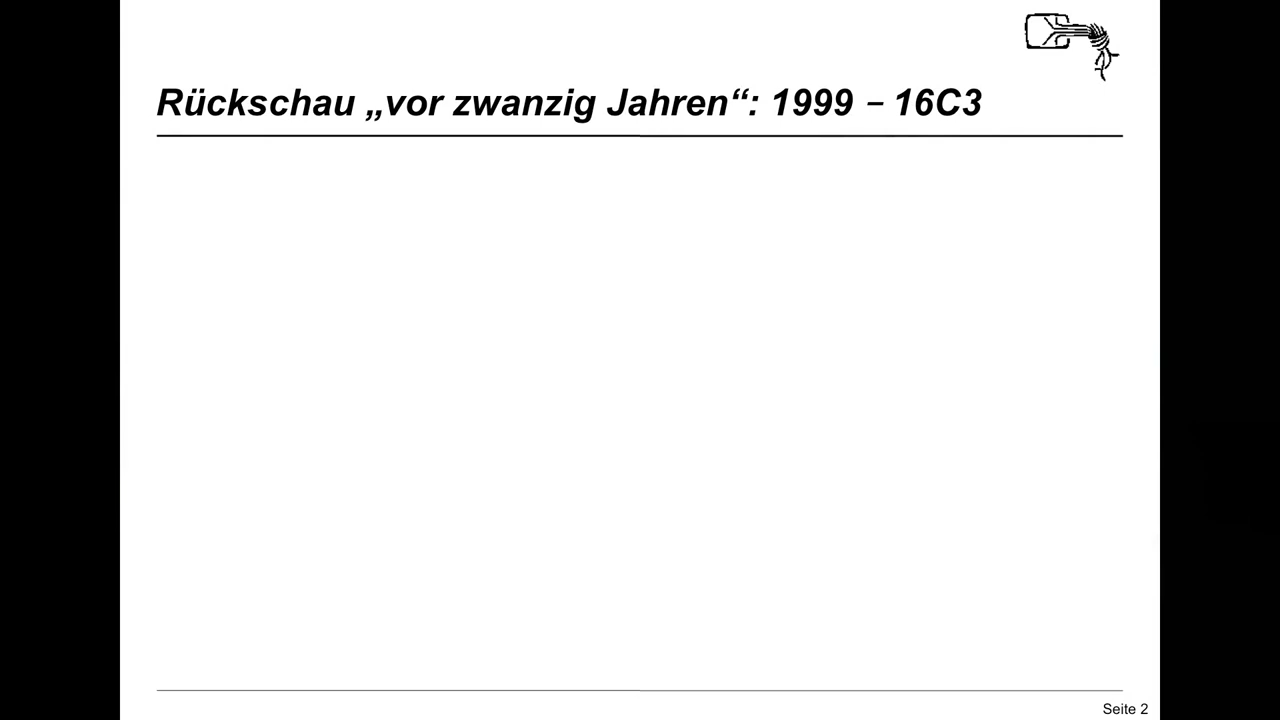 Rückschau „vor zwanzig Jahren“: 1999 – 16C3
Seite 2